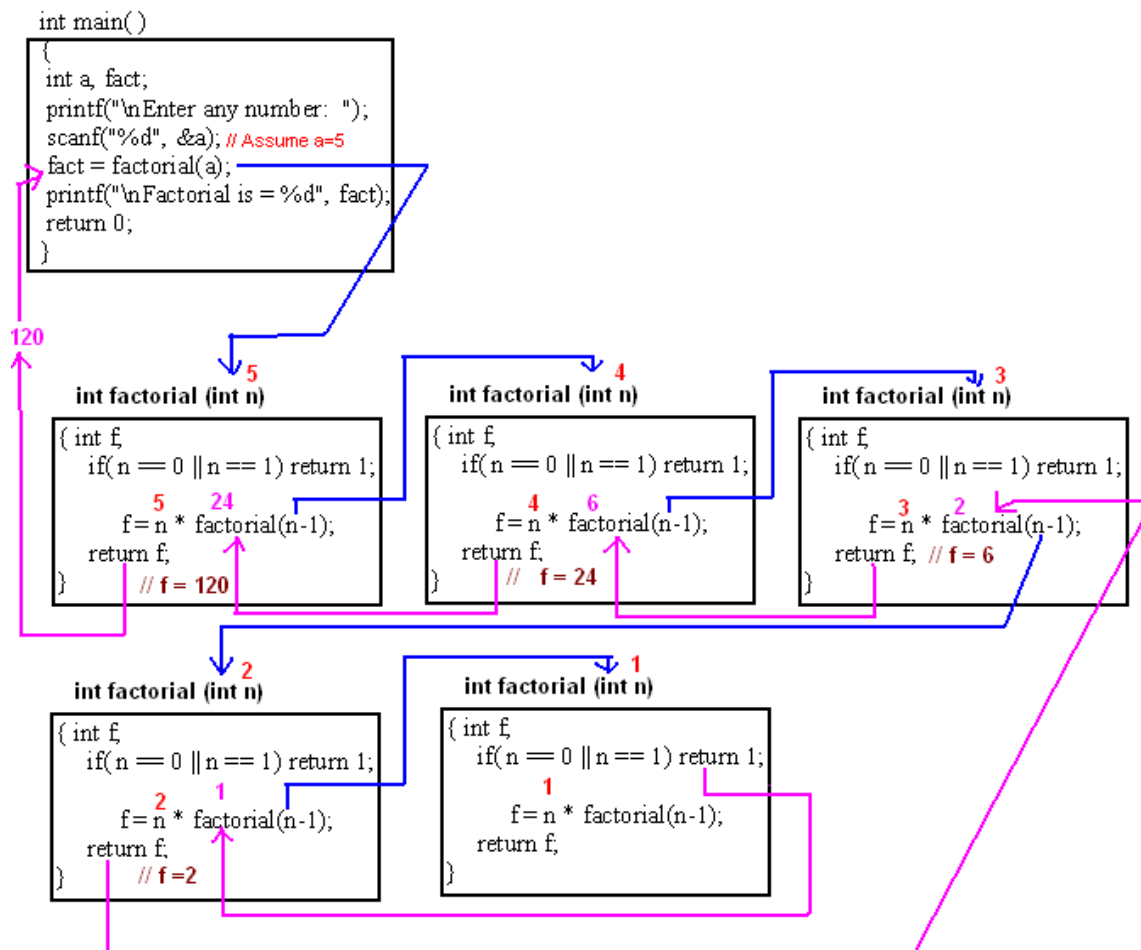 int main( )
{
int a, fact;
printf("\nEnter any number:  ");
scanf("%d", &a); // Assume a=5
fact = factorial(a);
printf("\nFactorial is = %d", fact);
return 0;
}
120
5
int factorial (int n)
{ int f;
if(n == 0 || n == 1) return 1;
5 24
f= n * factorial(n-1);
return f;
} // f = 120
4
int factorial (int n)
{ int f;
if(n == 0 || n == 1) return 1;
4 6
f= n * factorial(n-1);
return f;
} // f = 24
3
int factorial (int n)
{ int f;
if(n == 0 || n == 1) return 1;
3 2
f= n * factorial(n-1);
return f; // f = 6
}
2
int factorial (int n)
{ int f;
if(n == 0 || n == 1) return 1;
2 1
f= n * factorial(n-1);
return f;
} // f =2
1
int factorial (int n)
{ int f;
if(n == 0 || n == 1) return 1;
1
f= n * factorial(n-1);
return f;
}